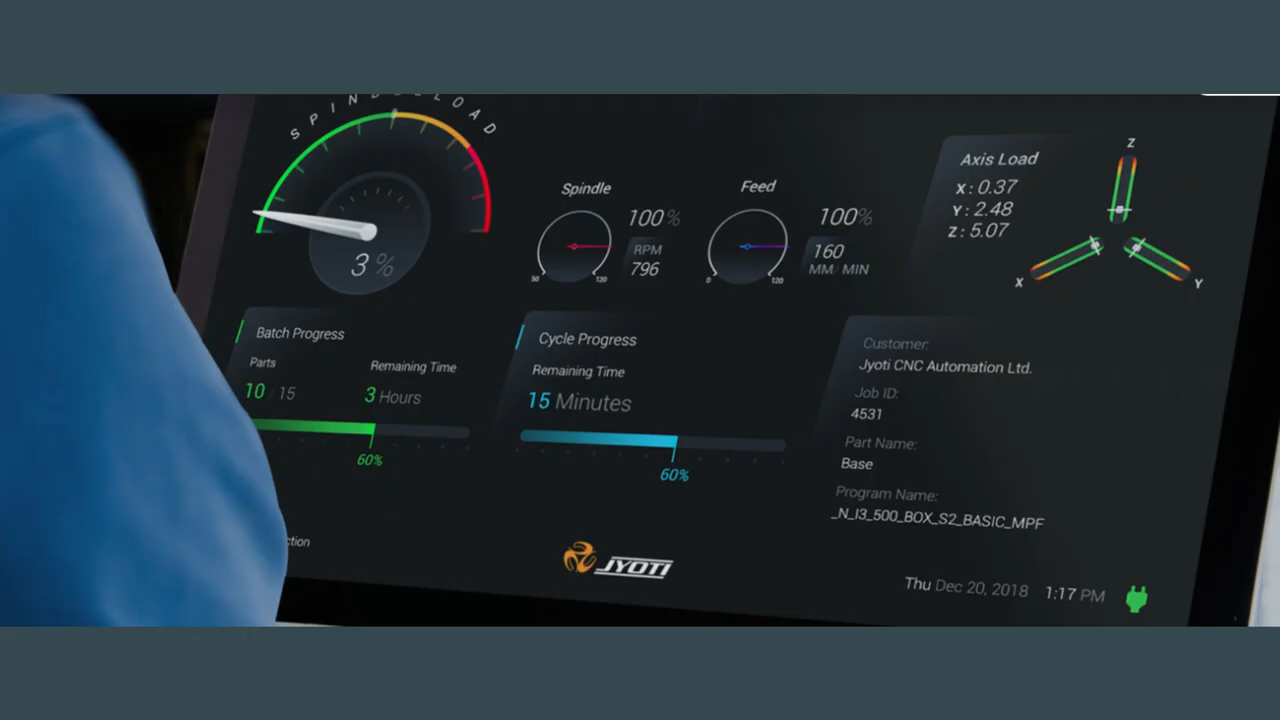 SPINDLE LOAD
3 %
Spindle
100%
RPM
796
50
120
Feed
100%
160
MM/ MIN
0
120
Axis Load
X : 0.37
Y : 2.48
Z : 5.07
Z
X
Y
Batch Progress
Parts
Remaining Time
10 / 15
3 Hours
60%
Cycle Progress
Remaining Time
15 Minutes
60%
Customer:
Jyoti CNC Automation Ltd.
Job ID:
4531
Part Name:
Base
Program Name:
_N_I3_500_BOX_S2_BASIC_MPF
ction
JYOTI
Thu Dec 20, 2018 1:17 PM